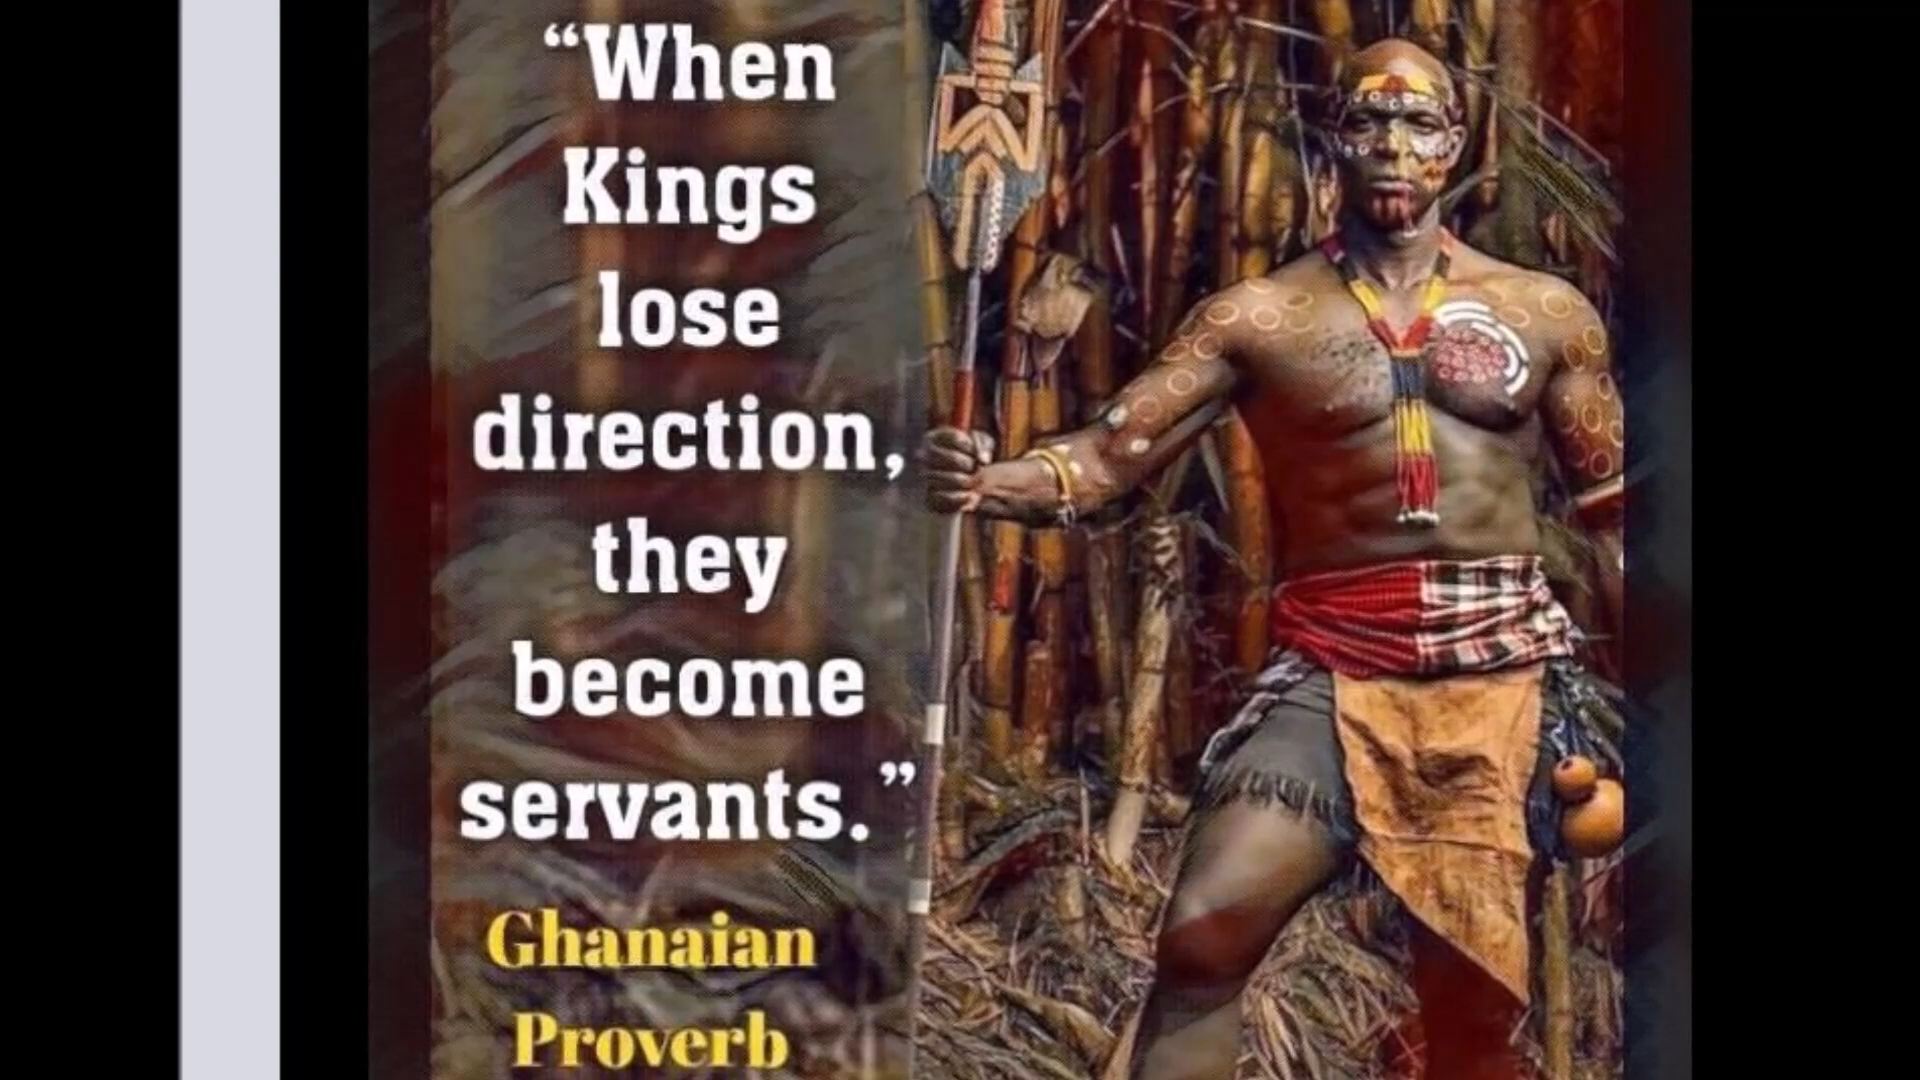 “When
Kings
lose
direction,
they
become
servants.”
Ghanaian
Proverb